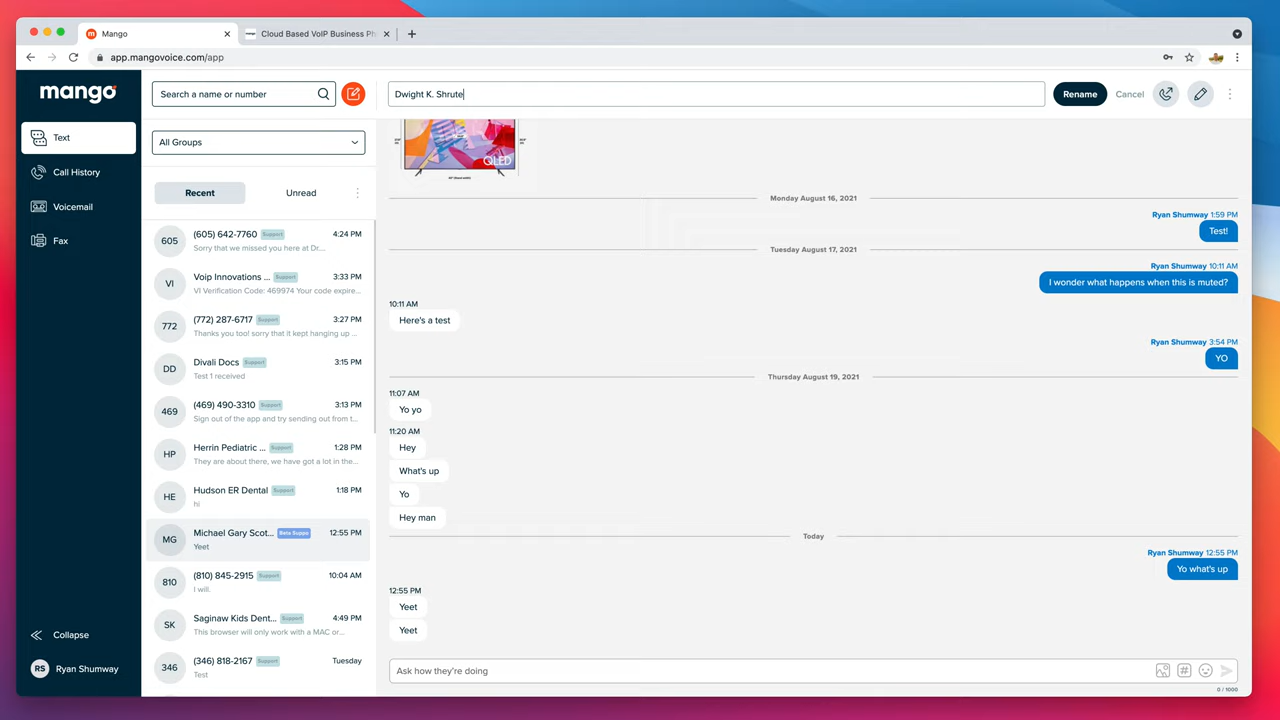 Mango
Cloud Based VoIP Business Ph
app.mangovoice.com/app
mango
Text
Call History
Voicemail
Fax
Collapse
RS
Ryan Shumway
Search a name or number
All Groups
Recent
Unread
605
(605) 642-7760
Support
4:24 PM
Sorry that we missed you here at Dr....
VI
Voip Innovations ...
Support
3:33 PM
VI Verification Code: 469974 Your code expire...
772
(772) 287-6717
Support
3:27 PM
Thanks you too! sorry that it kept hanging up ...
DD
Divali Docs
Support
3:15 PM
Test 1 received
469
(469) 490-3310
Support
3:13 PM
Sign out of the app and try sending out from t...
HP
Herrin Pediatric ...
Support
1:28 PM
They are about there, we have got a lot in the...
HE
Hudson ER Dental
Support
1:18 PM
hi
MG
Michael Gary Scot...
Beta Suppo
12:55 PM
Yeet
810
(810) 845-2915
Support
10:04 AM
I will.
SK
Saginaw Kids Dent...
Support
4:49 PM
This browser will only work with a MAC or...
346
(346) 818-2167
Support
Tuesday
Test
Dwight K. Shrute
Rename
Cancel
QLED
Monday August 16, 2021
Ryan Shumway 1:59 PM
Test!
Tuesday August 17, 2021
Ryan Shumway 10:11 AM
I wonder what happens when this is muted?
10:11 AM
Here's a test
Ryan Shumway 3:54 PM
YO
Thursday August 19, 2021
11:07 AM
Yo yo
11:20 AM
Hey
What's up
Yo
Hey man
Today
Ryan Shumway 12:55 PM
Yo what's up
12:55 PM
Yeet
Yeet
Ask how they're doing
0 / 1000